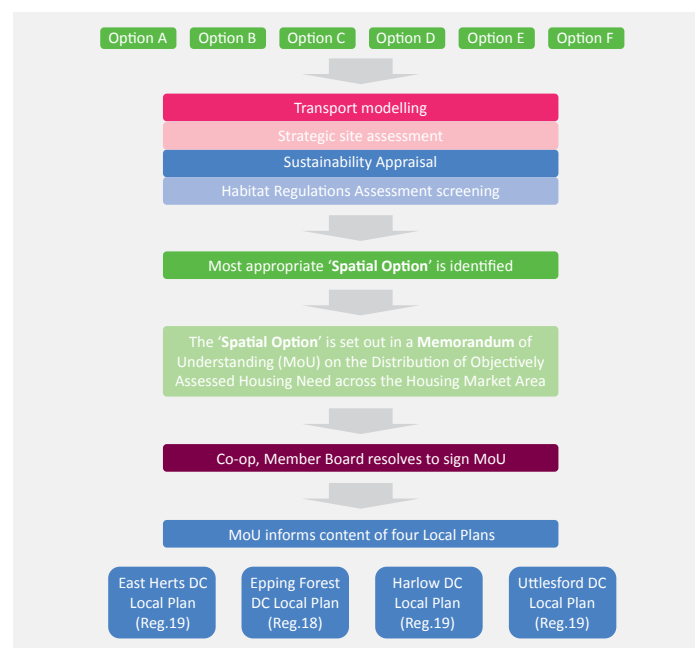 Option A Option B Option C Option D Option E Option F
Transport modelling
Strategic site assessment
Sustainability Appraisal
Habitat Regulations Assessment screening
Most appropriate ‘Spatial Option’ is identified
The ‘Spatial Option’ is set out in a Memorandum of
Understanding (MoU) on the Distribution of Objectively
Assessed Housing Need across the Housing Market Area
Co-op, Member Board resolves to sign MoU
MoU informs content of four Local Plans
East Herts DC
Local Plan
(Reg.19)
Epping Forest
DC Local Plan
(Reg.18)
Harlow DC
Local Plan
(Reg.19)
Uttlesford DC
Local Plan
(Reg.19)